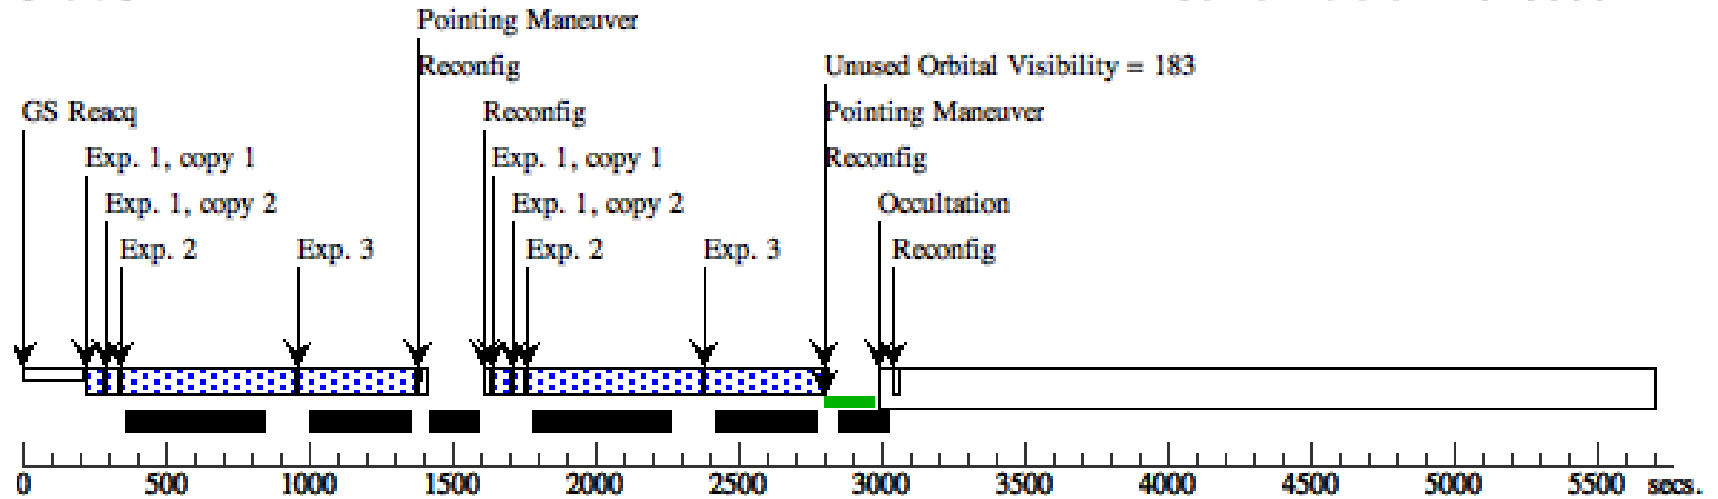 Pointing Maneuver
Reconfig
Unused Orbital Visibility = 183
GS Reacq
Reconfig
Pointing Maneuver
Exp. 1, copy 1
Exp. 1, copy 1
Reconfig
Exp. 1, copy 2
Exp. 1, copy 2
Occultation
Exp. 2
Exp. 3
Exp. 2
Exp. 3
Reconfig
0 500 1000 1500 2000 2500 3000 3500 4000 4500 5000 5500 secs.